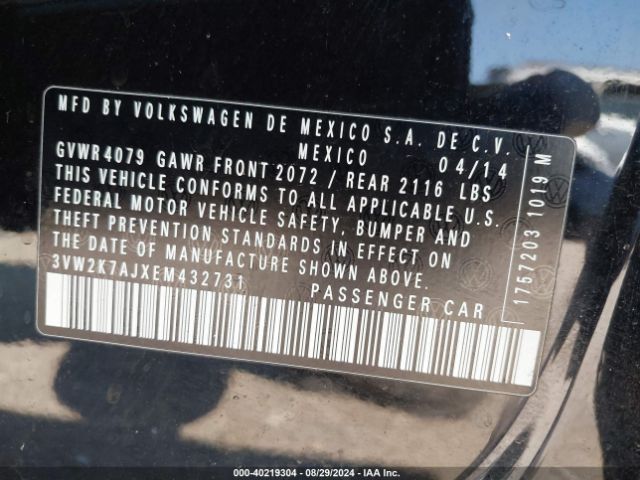 MFD BY VOLKSWAGEN DE MEXICO S.A. DE C.V.
MEXICO 04/14
GVWR 4079 GAWR FRONT 2072 / REAR 2116 LBS
THIS VEHICLE CONFORMS TO ALL APPLICABLE U.S.
FEDERAL MOTOR VEHICLE SAFETY, BUMPER AND
THEFT PREVENTION STANDARDS IN EFFECT ON
THE DATE OF MANUFACTURE SHOWN ABOVE.
3VW2K7AJXEM432731
PASSENGER CAR
1757203 1019 M
000-40219304 | 08/29/2024 | IAA Inc.